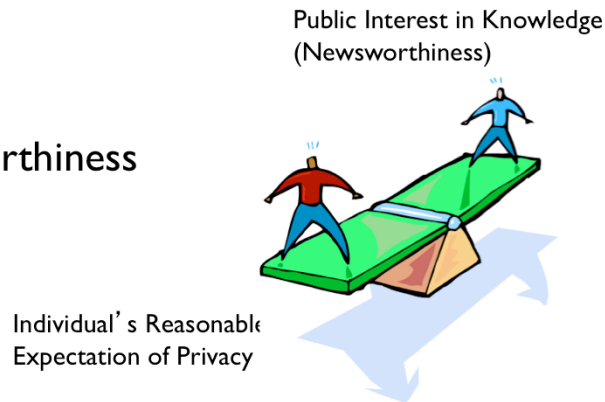 Public Interest in Knowledge
(Newsworthiness)
rthiness
Individual's Reasonable
Expectation of Privacy